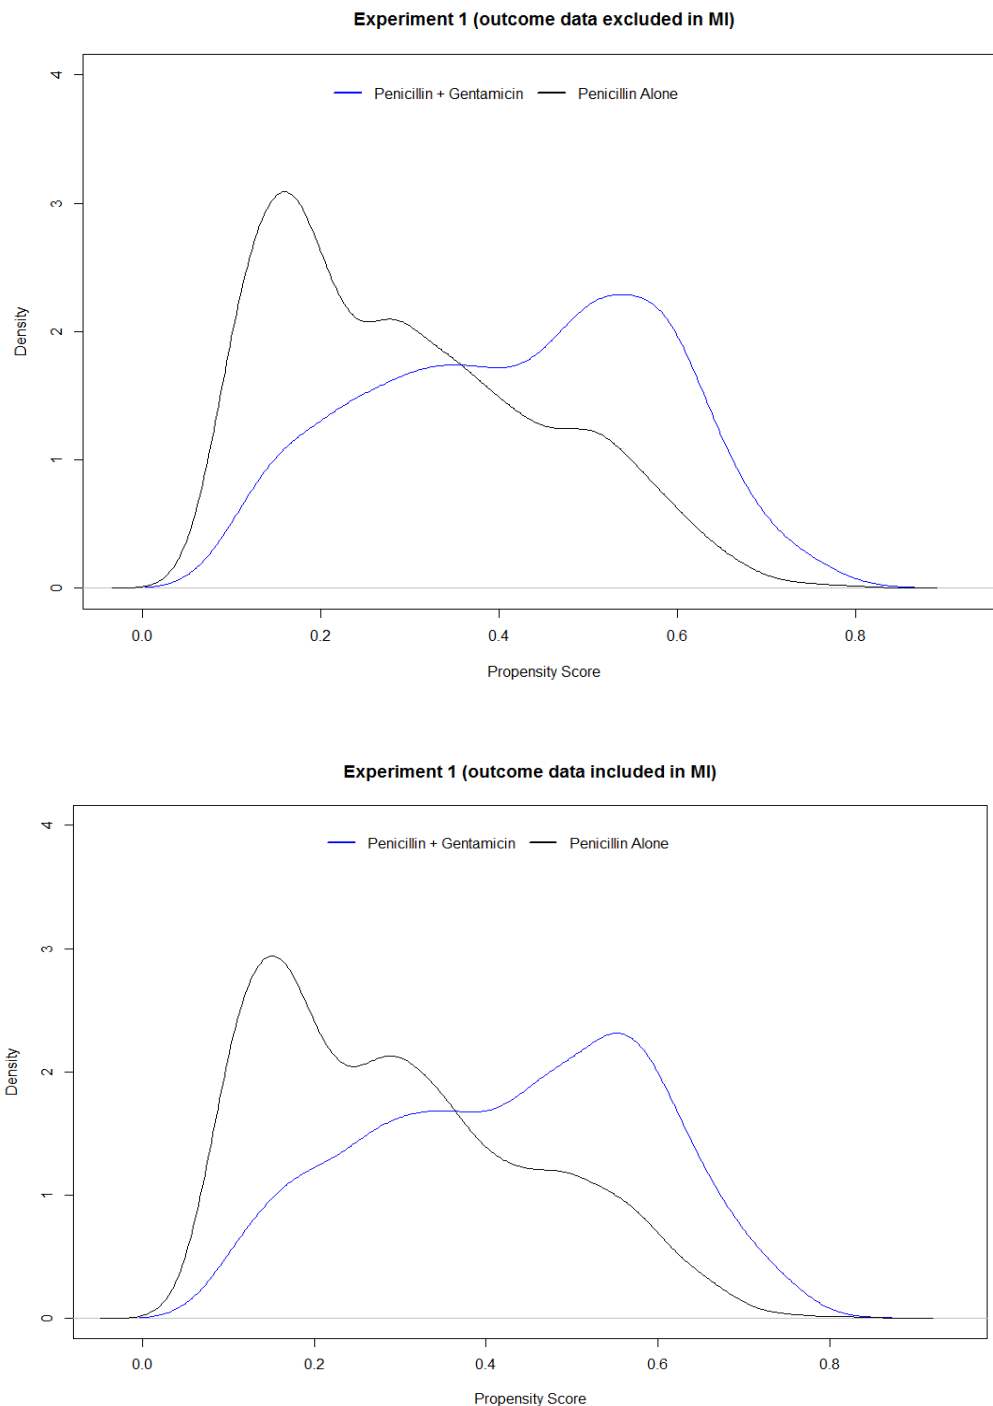 Experiment 1 (outcome data excluded in MI)
4
Penicillin + Gentamicin Penicillin Alone
3
2
Density
1
0
0.0 0.2 0.4 0.6 0.8
Propensity Score
Experiment 1 (outcome data included in MI)
4
Penicillin + Gentamicin Penicillin Alone
3
2
Density
1
0
0.0 0.2 0.4 0.6 0.8
Propensity Score